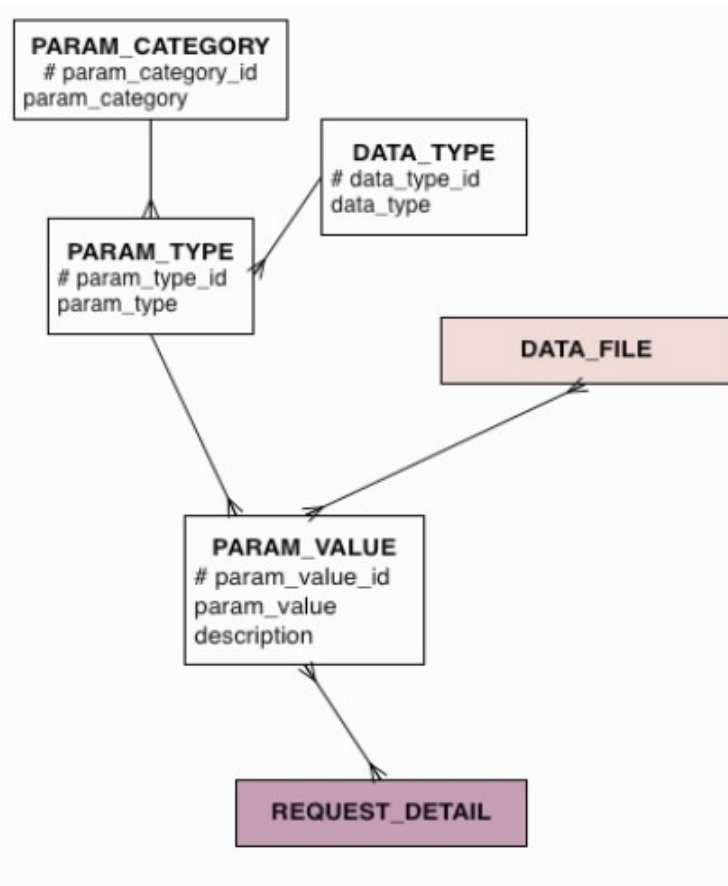 PARAM_CATEGORY
# param_category_id
param_category
DATA_TYPE
# data_type_id
data_type
PARAM_TYPE
# param_type_id
param_type
DATA_FILE
PARAM_VALUE
# param_value_id
param_value
description
REQUEST_DETAIL